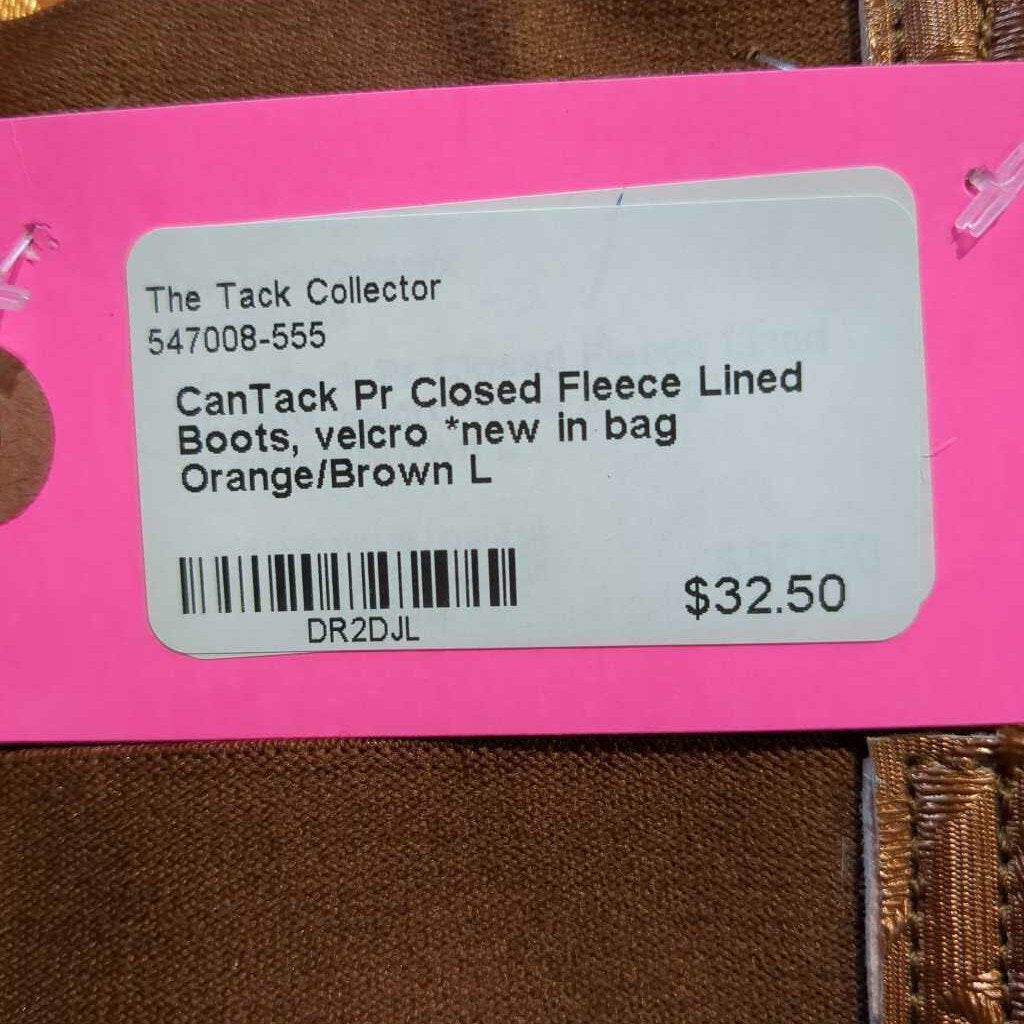 The Tack Collector
547008-555
CanTack Pr Closed Fleece Lined
Boots, velcro *new in bag
Orange/Brown L
$32.50
DR2DJL